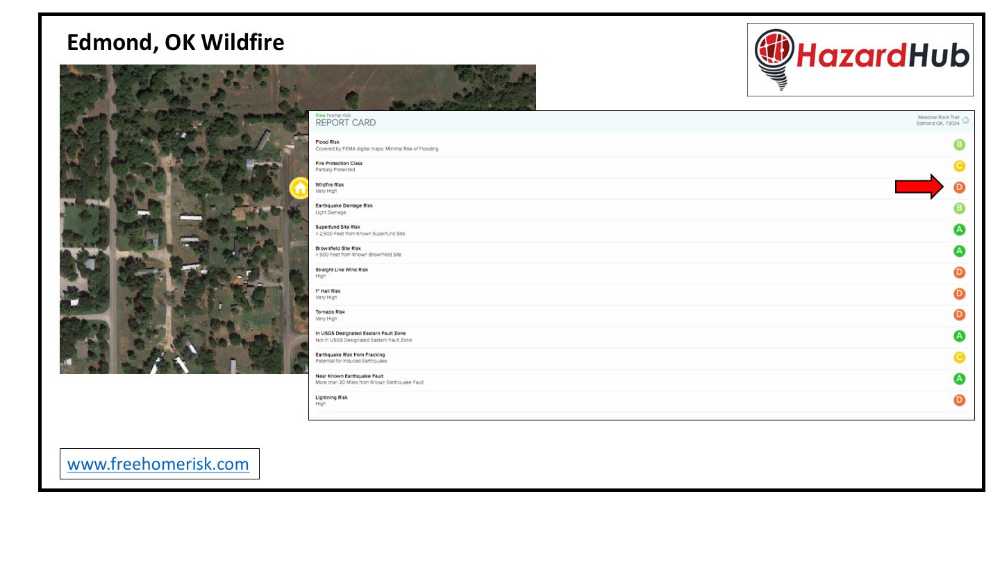 Edmond, OK Wildfire
HazardHub
free home risk
REPORT CARD
Meadow Rock Trail
Edmond OK, 73034
Flood Risk
Covered by FEMA digital maps. Minimal Risk of Flooding
B
Fire Protection Class
Partially Protected
C
Wildfire Risk
Very High
D
Earthquake Damage Risk
Light Damage
B
Superfund Site Risk
> 2,500 Feet from Known Superfund Site
A
Brownfield Site Risk
> 500 Feet from Known Brownfield Site
A
Straight Line Wind Risk
High
D
1" Hail Risk
Very High
D
Tornado Risk
Very High
D
In USGS Designated Eastern Fault Zone
Not in USGS Designated Eastern Fault Zone
A
Earthquake Risk from Fracking
Potential for Induced Earthquake
C
Near Known Earthquake Fault
More than 20 Miles from Known Earthquake Fault
A
Lightning Risk
High
D
www.freehomerisk.com